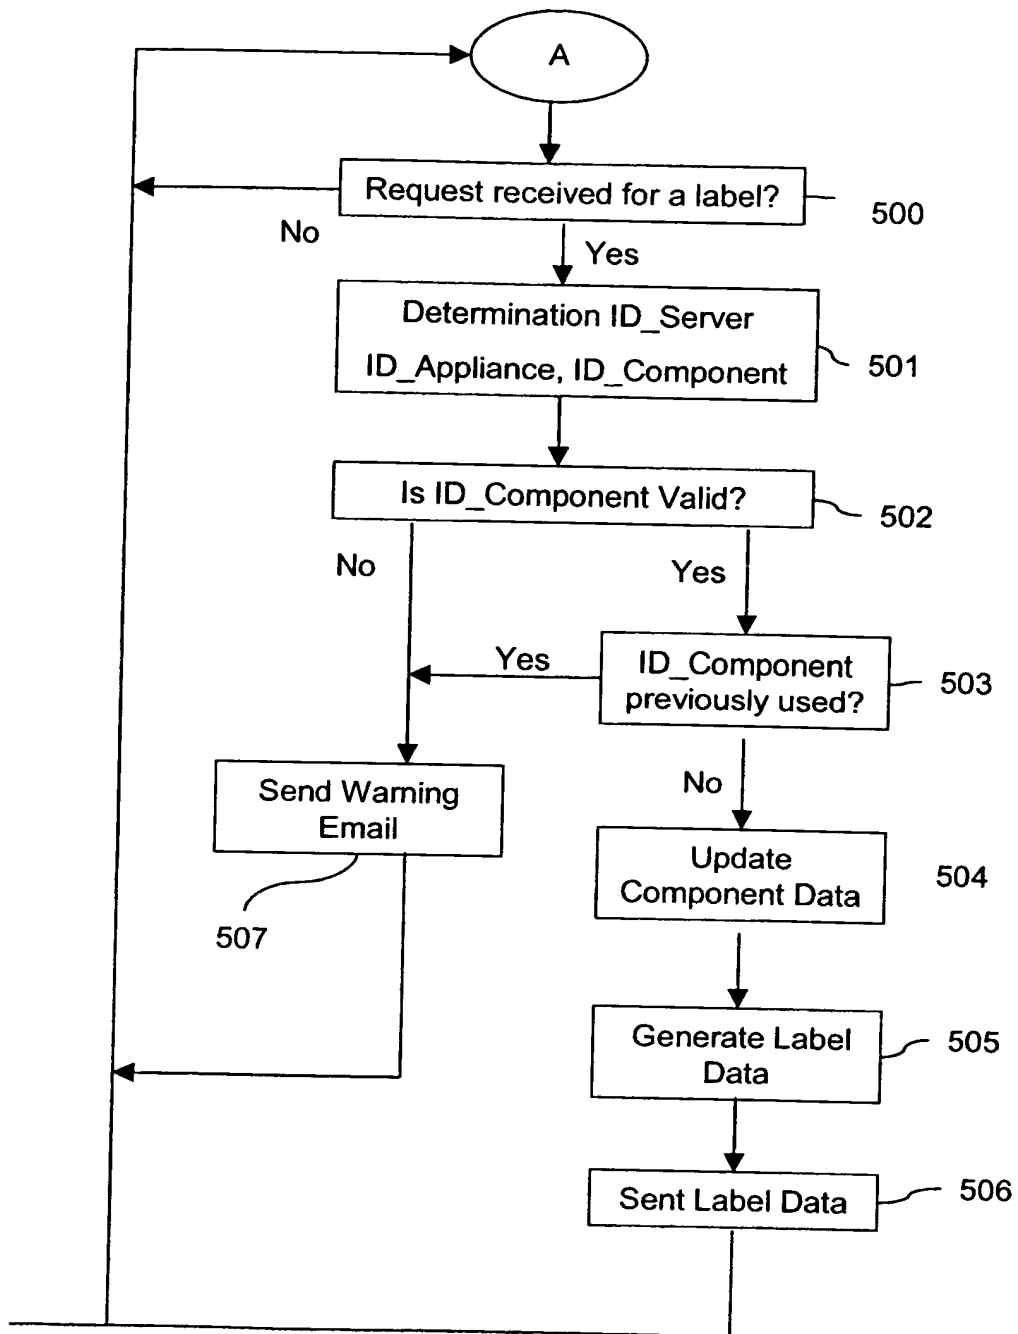 A
Request received for a label?
500
No
Yes
Determination ID_Server
ID_Appliance, ID_Component
501
Is ID_Component Valid?
502
No
Yes
Yes
ID_Component
previously used?
503
No
Send Warning
Email
507
Update
Component Data
504
Generate Label
Data
505
Sent Label Data
506